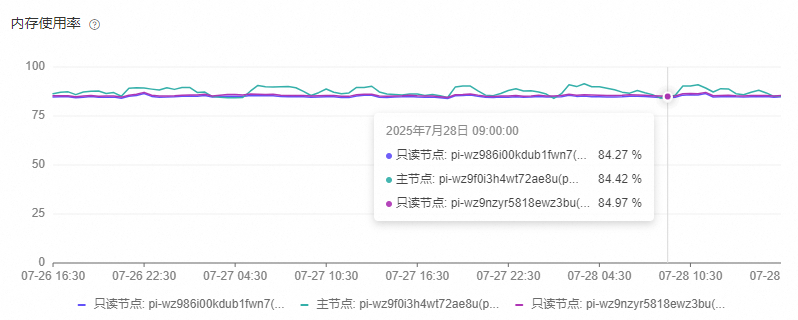 内存使用率 ?
100
75
50
25
0
2025年7月28日 09:00:00
只读节点: pi-wz986i00kdub1fwn7(... 84.27 %
主节点: pi-wz9f0i3h4wt72ae8u(p... 84.42 %
只读节点: pi-wz9nzyr5818ewz3bu(... 84.97 %
07-26 16:30 07-26 22:30 07-27 04:30 07-27 10:30 07-27 16:30 07-27 22:30 07-28 04:30 07-28 10:30 07-28
只读节点: pi-wz986i00kdub1fwn7(... 主节点: pi-wz9f0i3h4wt72ae8u(p... 只读节点: pi-wz9nzyr5818ewz3bu(...